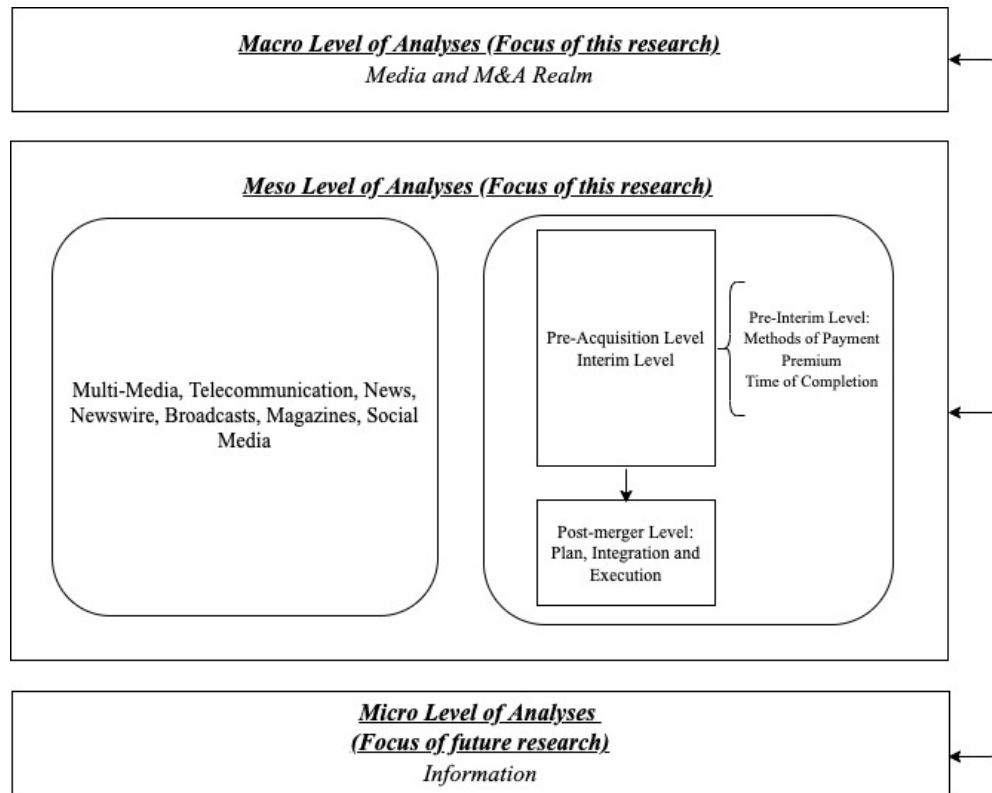 Macro Level of Analyses (Focus of this research)
Media and M&A Realm
Meso Level of Analyses (Focus of this research)
Multi-Media, Telecommunication, News,
Newswire, Broadcasts, Magazines, Social
Media
Pre-Acquisition Level
Interim Level
Pre-Interim Level:
Methods of Payment
Premium
Time of Completion
Post-merger Level:
Plan, Integration and
Execution
Micro Level of Analyses
(Focus of future research)
Information